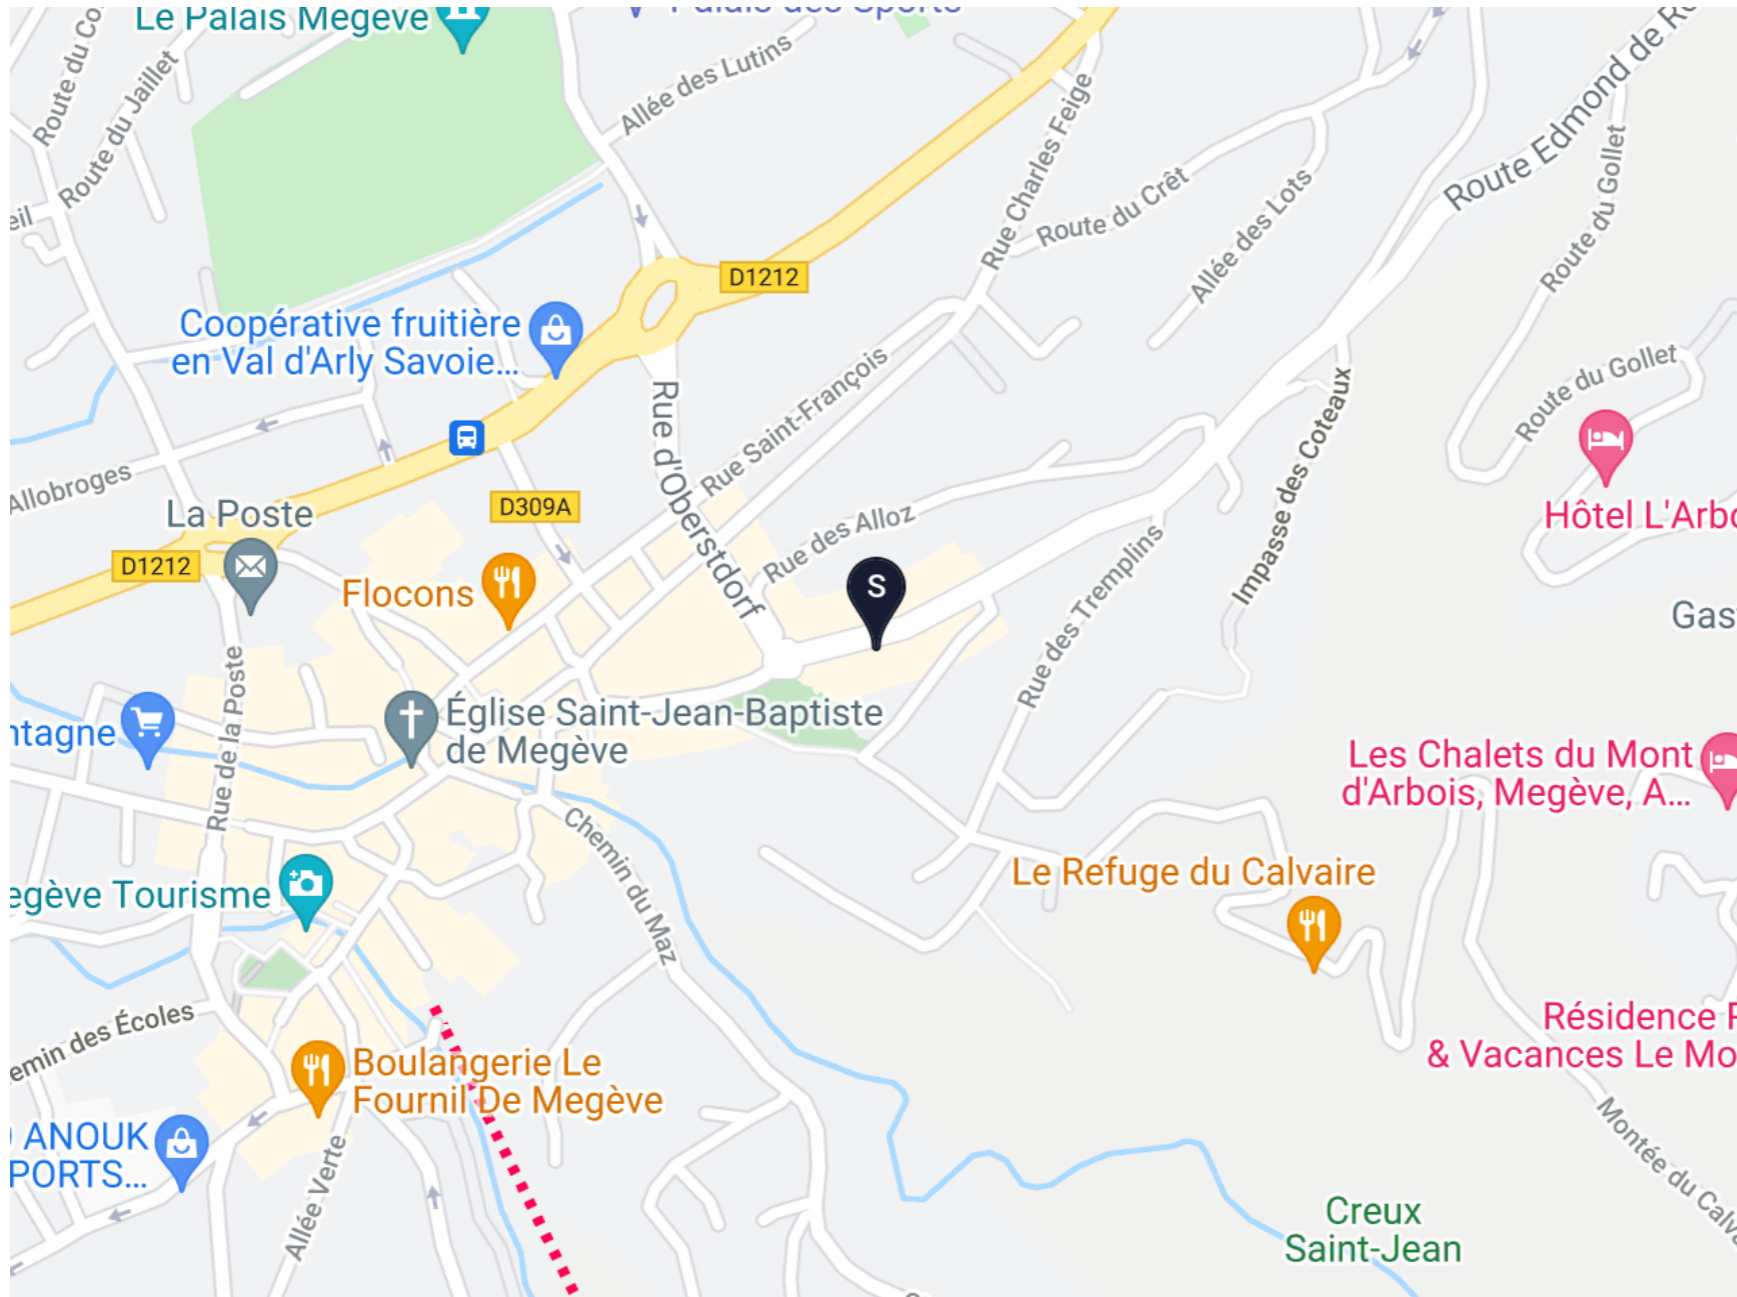 Le Palais Megève
Palais des Sports
Route du Jaillet
Allée des Lutins
Rue Charles Feige
Route du Crêt
Allée des Lots
Route Edmond de
Route du Gollet
D1212
Coopérative fruitière
en Val d'Arly Savoie...
Rue d'Oberstdorf
Rue Saint-François
Impasse des Coteaux
Route du Gollet
Allobroges
La Poste
D309A
D1212
Flocons
Rue des Alloz
S
Rue des Tremplins
Hôtel L'Arbo
Gas
Rue de la Poste
Église Saint-Jean-Baptiste
de Megève
ntagne
Les Chalets du Mont
d'Arbois, Megève, A...
Chemin du Maz
Le Refuge du Calvaire
egève Tourisme
emin des Écoles
Résidence
& Vacances Le Mo
Boulangerie Le
Fournil De Megève
ANOUK
PORTS...
Allée Verte
Montée du Calv
Creux
Saint-Jean